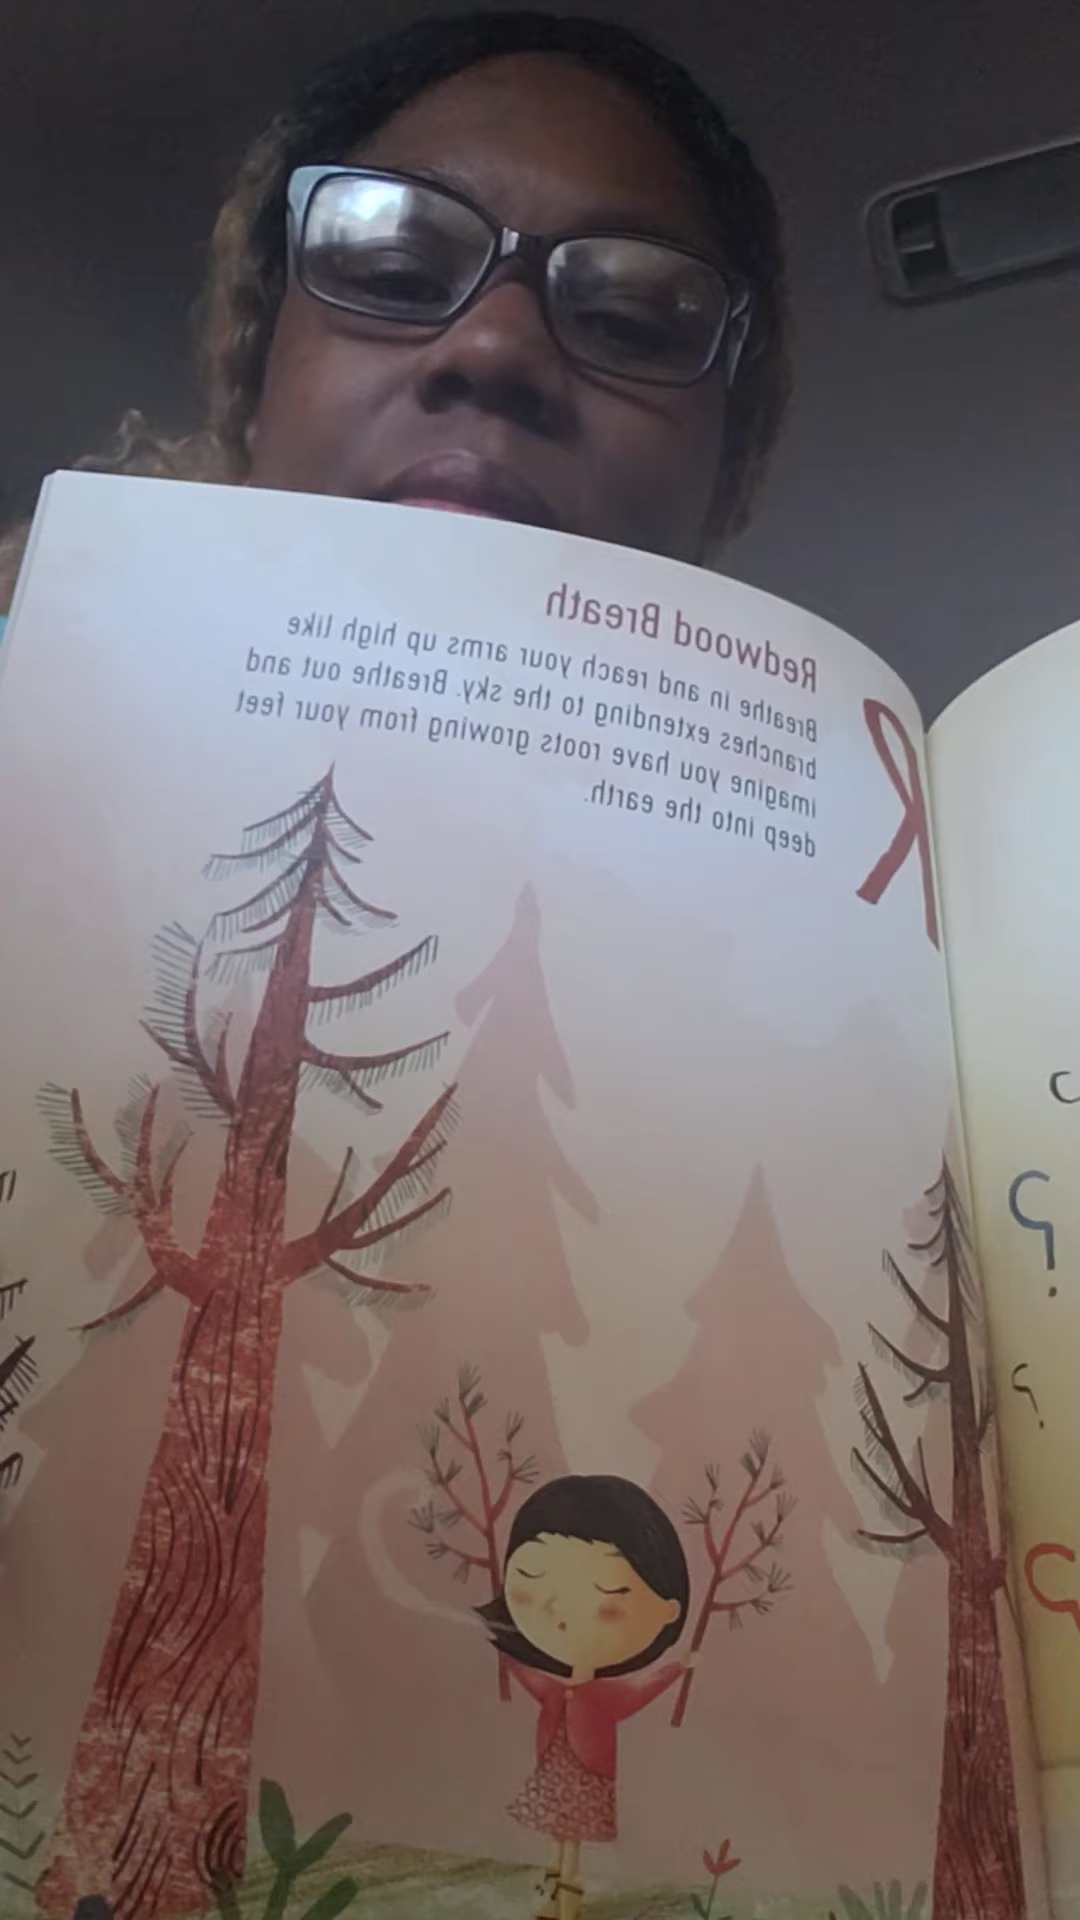 R
Redwood Breath
Breathe in and reach your arms up high like
branches extending to the sky. Breathe out and
imagine you have roots growing from your feet
deep into the earth.
?
?